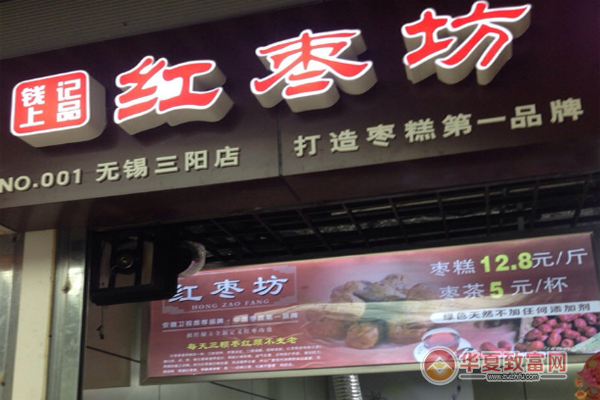 钱记
上品
红枣坊
NO.001 无锡三阳店
打造枣糕第一品牌
红枣坊
HONG ZAO FANG
每天三颗枣红颜不支老
枣糕12.8元/斤
枣茶5元/杯
绿色天然不加任何添加剂
华夏致富网